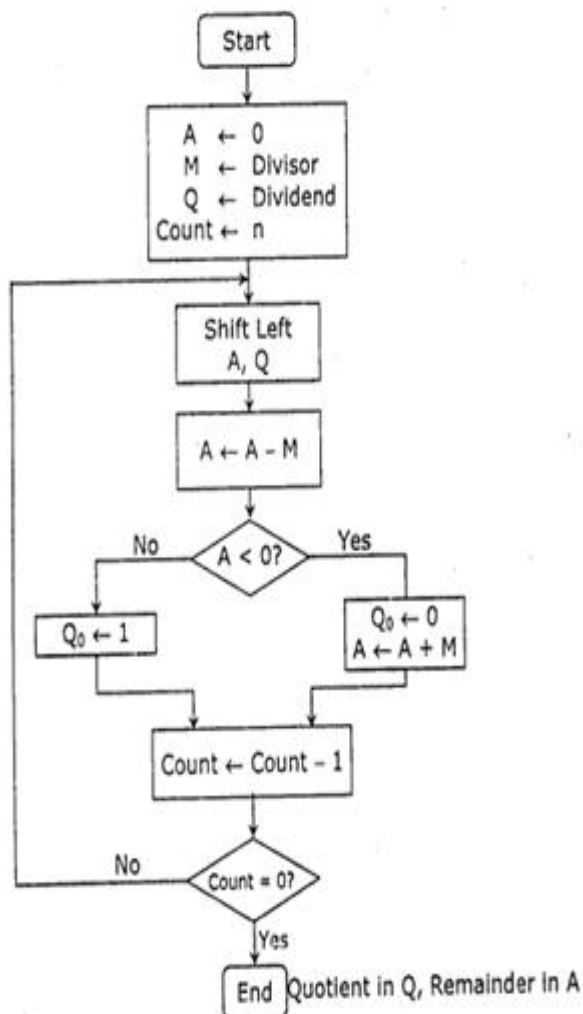 Start
A ← 0
M ← Divisor
Q ← Dividend
Count ← n
Shift Left
A, Q
A ← A – M
No
A < 0?
Yes
Q₀ ← 1
Q₀ ← 0
A ← A + M
Count ← Count – 1
No
Count = 0?
Yes
End
Quotient in Q, Remainder in A